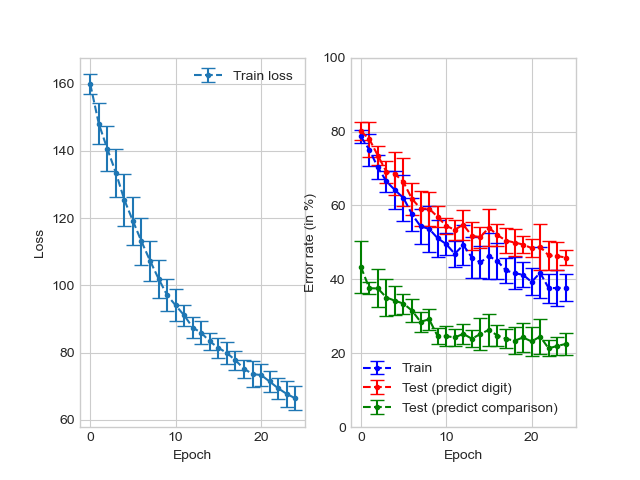 Train loss
160
140
120
100
80
60
0
10
20
Loss
Epoch
100
80
60
40
20
0
0
10
20
Error rate (in %)
Epoch
Train
Test (predict digit)
Test (predict comparison)